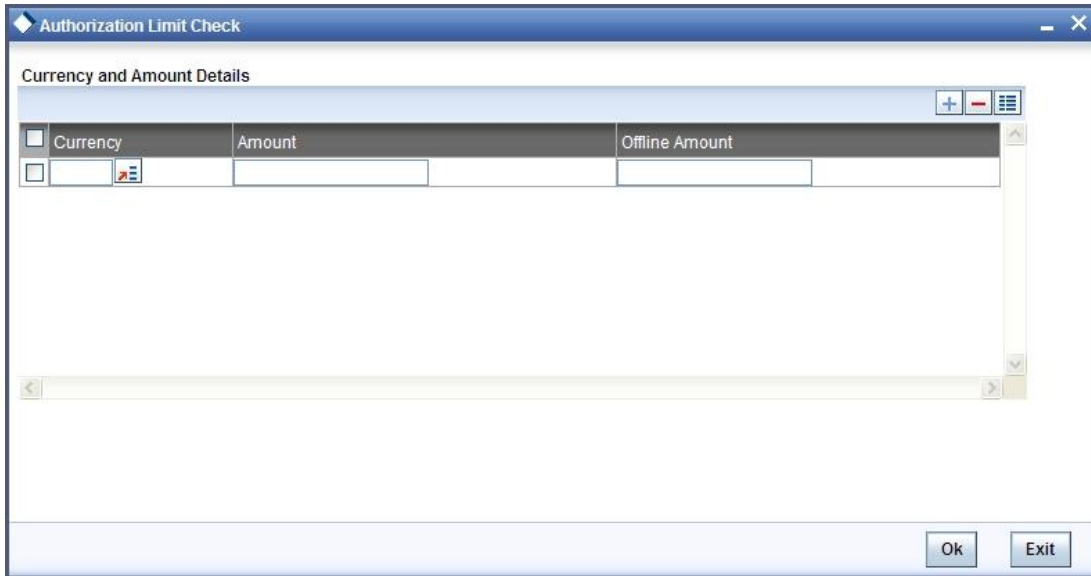 Authorization Limit Check
Currency and Amount Details
Currency Amount Offline Amount
Ok Exit